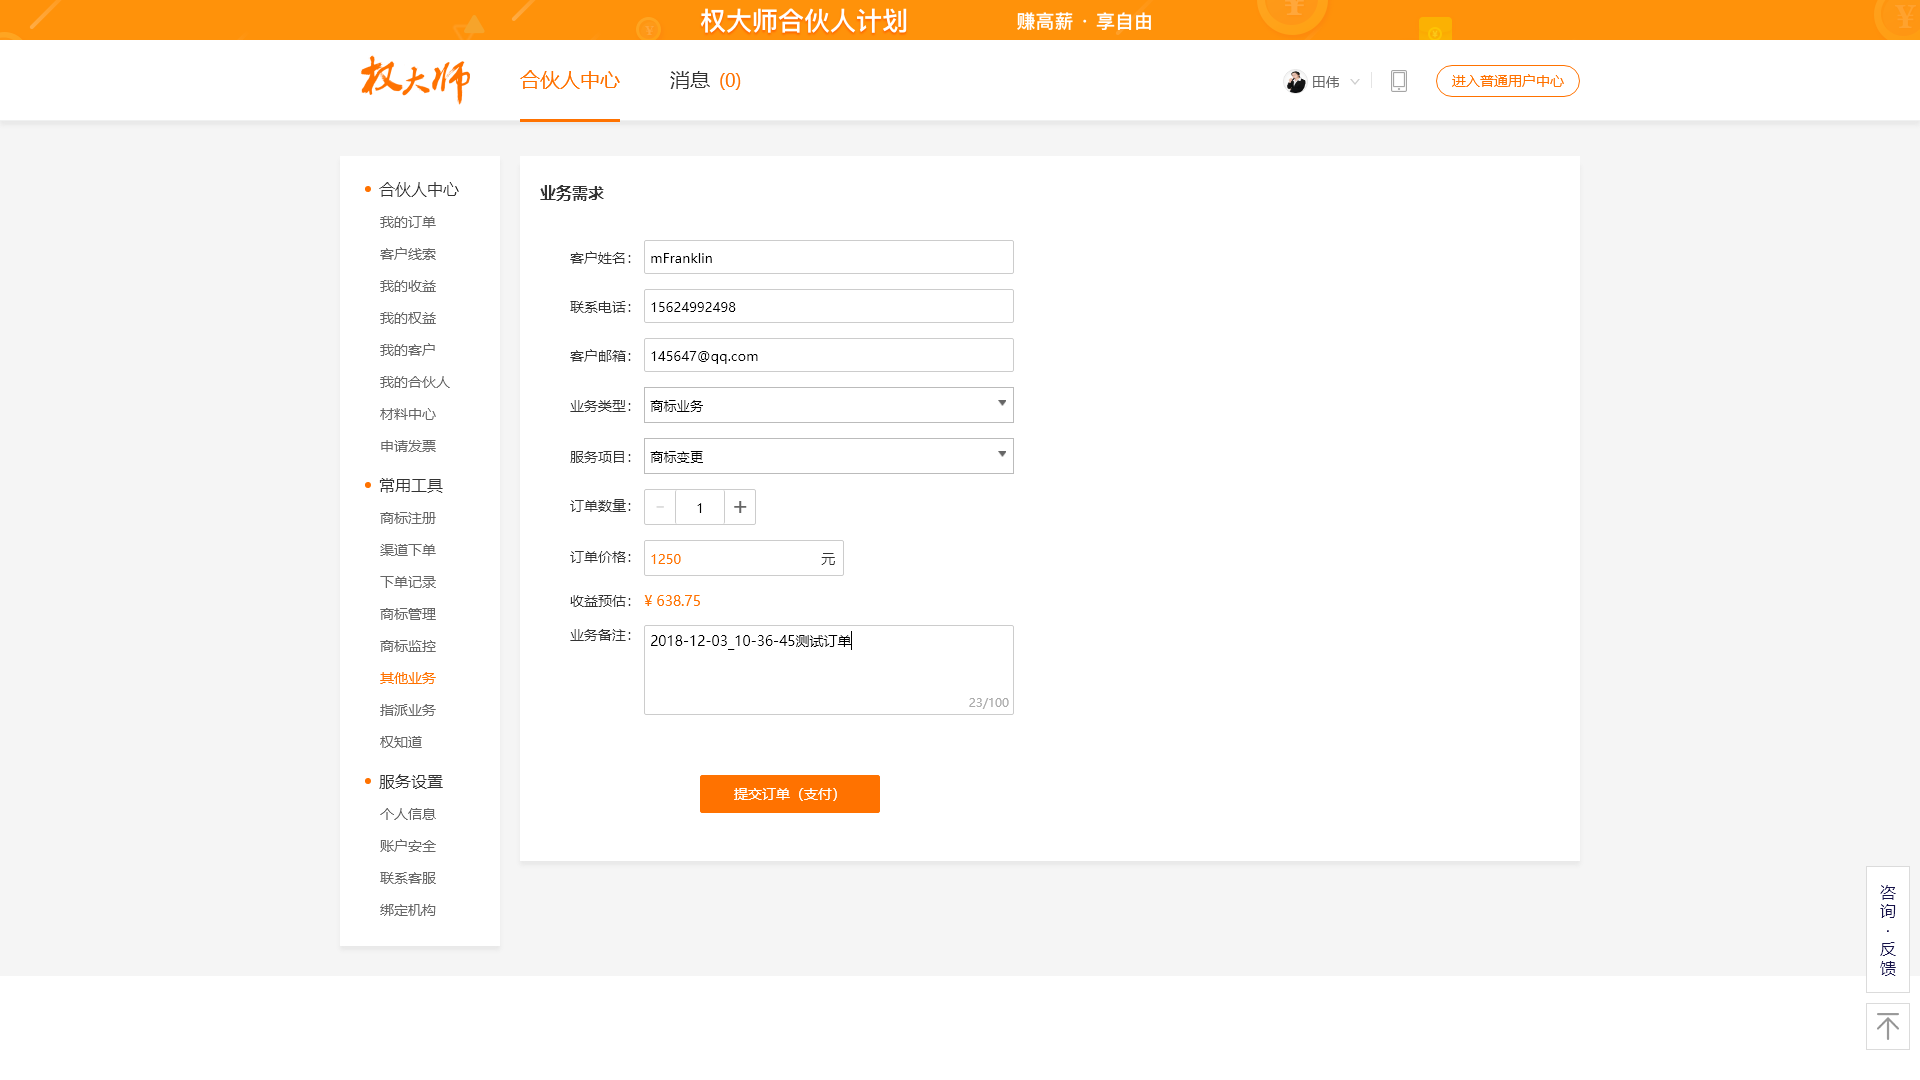 权大师合伙人计划 赚高薪 · 享自由
权大师 合伙人中心 消息 (0) 田伟 进入普通用户中心
合伙人中心
我的订单
客户线索
我的收益
我的权益
我的客户
我的合伙人
材料中心
申请发票
常用工具
商标注册
渠道下单
下单记录
商标管理
商标监控
其他业务
指派业务
权知道
服务设置
个人信息
账户安全
联系客服
绑定机构
业务需求
客户姓名： mFranklin
联系电话： 15624992498
客户邮箱： 145647@qq.com
业务类型： 商标业务
服务项目： 商标变更
订单数量： － 1 +
订单价格： 1250 元
收益预估： ¥ 638.75
业务备注： 2018-12-03_10-36-45测试订单
23/100
提交订单（支付）
咨询·反馈